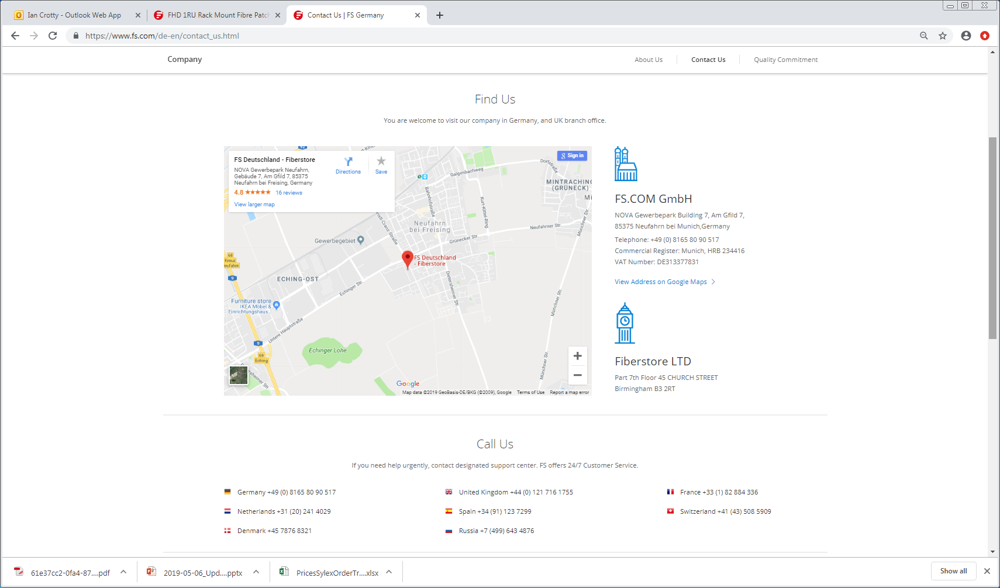 Ian Crotty - Outlook Web App
FHD 1RU Rack Mount Fibre Patch
Contact Us | FS Germany
https://www.fs.com/de-en/contact_us.html
Company
About Us
Contact Us
Quality Commitment
Find Us
You are welcome to visit our company in Germany, and UK branch office.
FS Deutschland - Fiberstore
NOVA Gewerbepark Neufahrn,
Gebäude 7, Am Gfild 7, 85375
Neufahrn bei Freising, Germany
4.8 ★★★★★ 16 reviews
View larger map
Directions
Save
Sign in
Dorfstraße
Galgenbachweg
MINTRACHING
(GRÜNECK)
Bahnhofstraße
Kurt-Kittel-Ring
Münchner Str.
Neufahrn
bei Freising
Neufahrner Str.
Grünecker Str.
Gewerbegebiet
FS Deutschland
- Fiberstore
68
Kreuz
Neufahrn
9
ECHING-OST
Echinger Str.
Dietersheimer Str.
Münchner Str.
Furniture store
IKEA Möbel &
Einrichtungshaus...
Untere Hauptstraße
9
69
Eching
Echinger Lohe
Münchner Str.
Google
Map data ©2019 GeoBasis-DE/BKG (©2009), Google Terms of Use Report a map error
FS.COM GmbH
NOVA Gewerbepark Building 7, Am Gfild 7,
85375 Neufahrn bei Munich,Germany
Telephone: +49 (0) 8165 80 90 517
Commercial Register: Munich, HRB 234416
VAT Number: DE313377831
View Address on Google Maps >
Fiberstore LTD
Part 7th Floor 45 CHURCH STREET
Birmingham B3 2RT
Call Us
If you need help urgently, contact designated support center. FS offers 24/7 Customer Service.
Germany +49 (0) 8165 80 90 517
United Kingdom +44 (0) 121 716 1755
France +33 (1) 82 884 336
Netherlands +31 (20) 241 4029
Spain +34 (91) 123 7299
Switzerland +41 (43) 508 5909
Denmark +45 7876 8321
Russia +7 (499) 643 4876
61e37cc2-0fa4-87....pdf
2019-05-06_Upd....pptx
PricesSylexOrderTr....xlsx
Show all